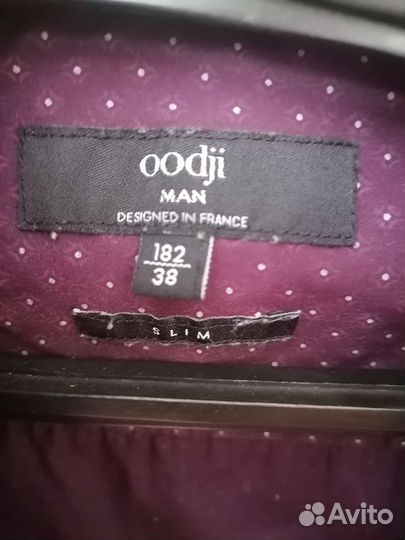 oodji
MAN
DESIGNED IN FRANCE
182
38
SLIM
Avito